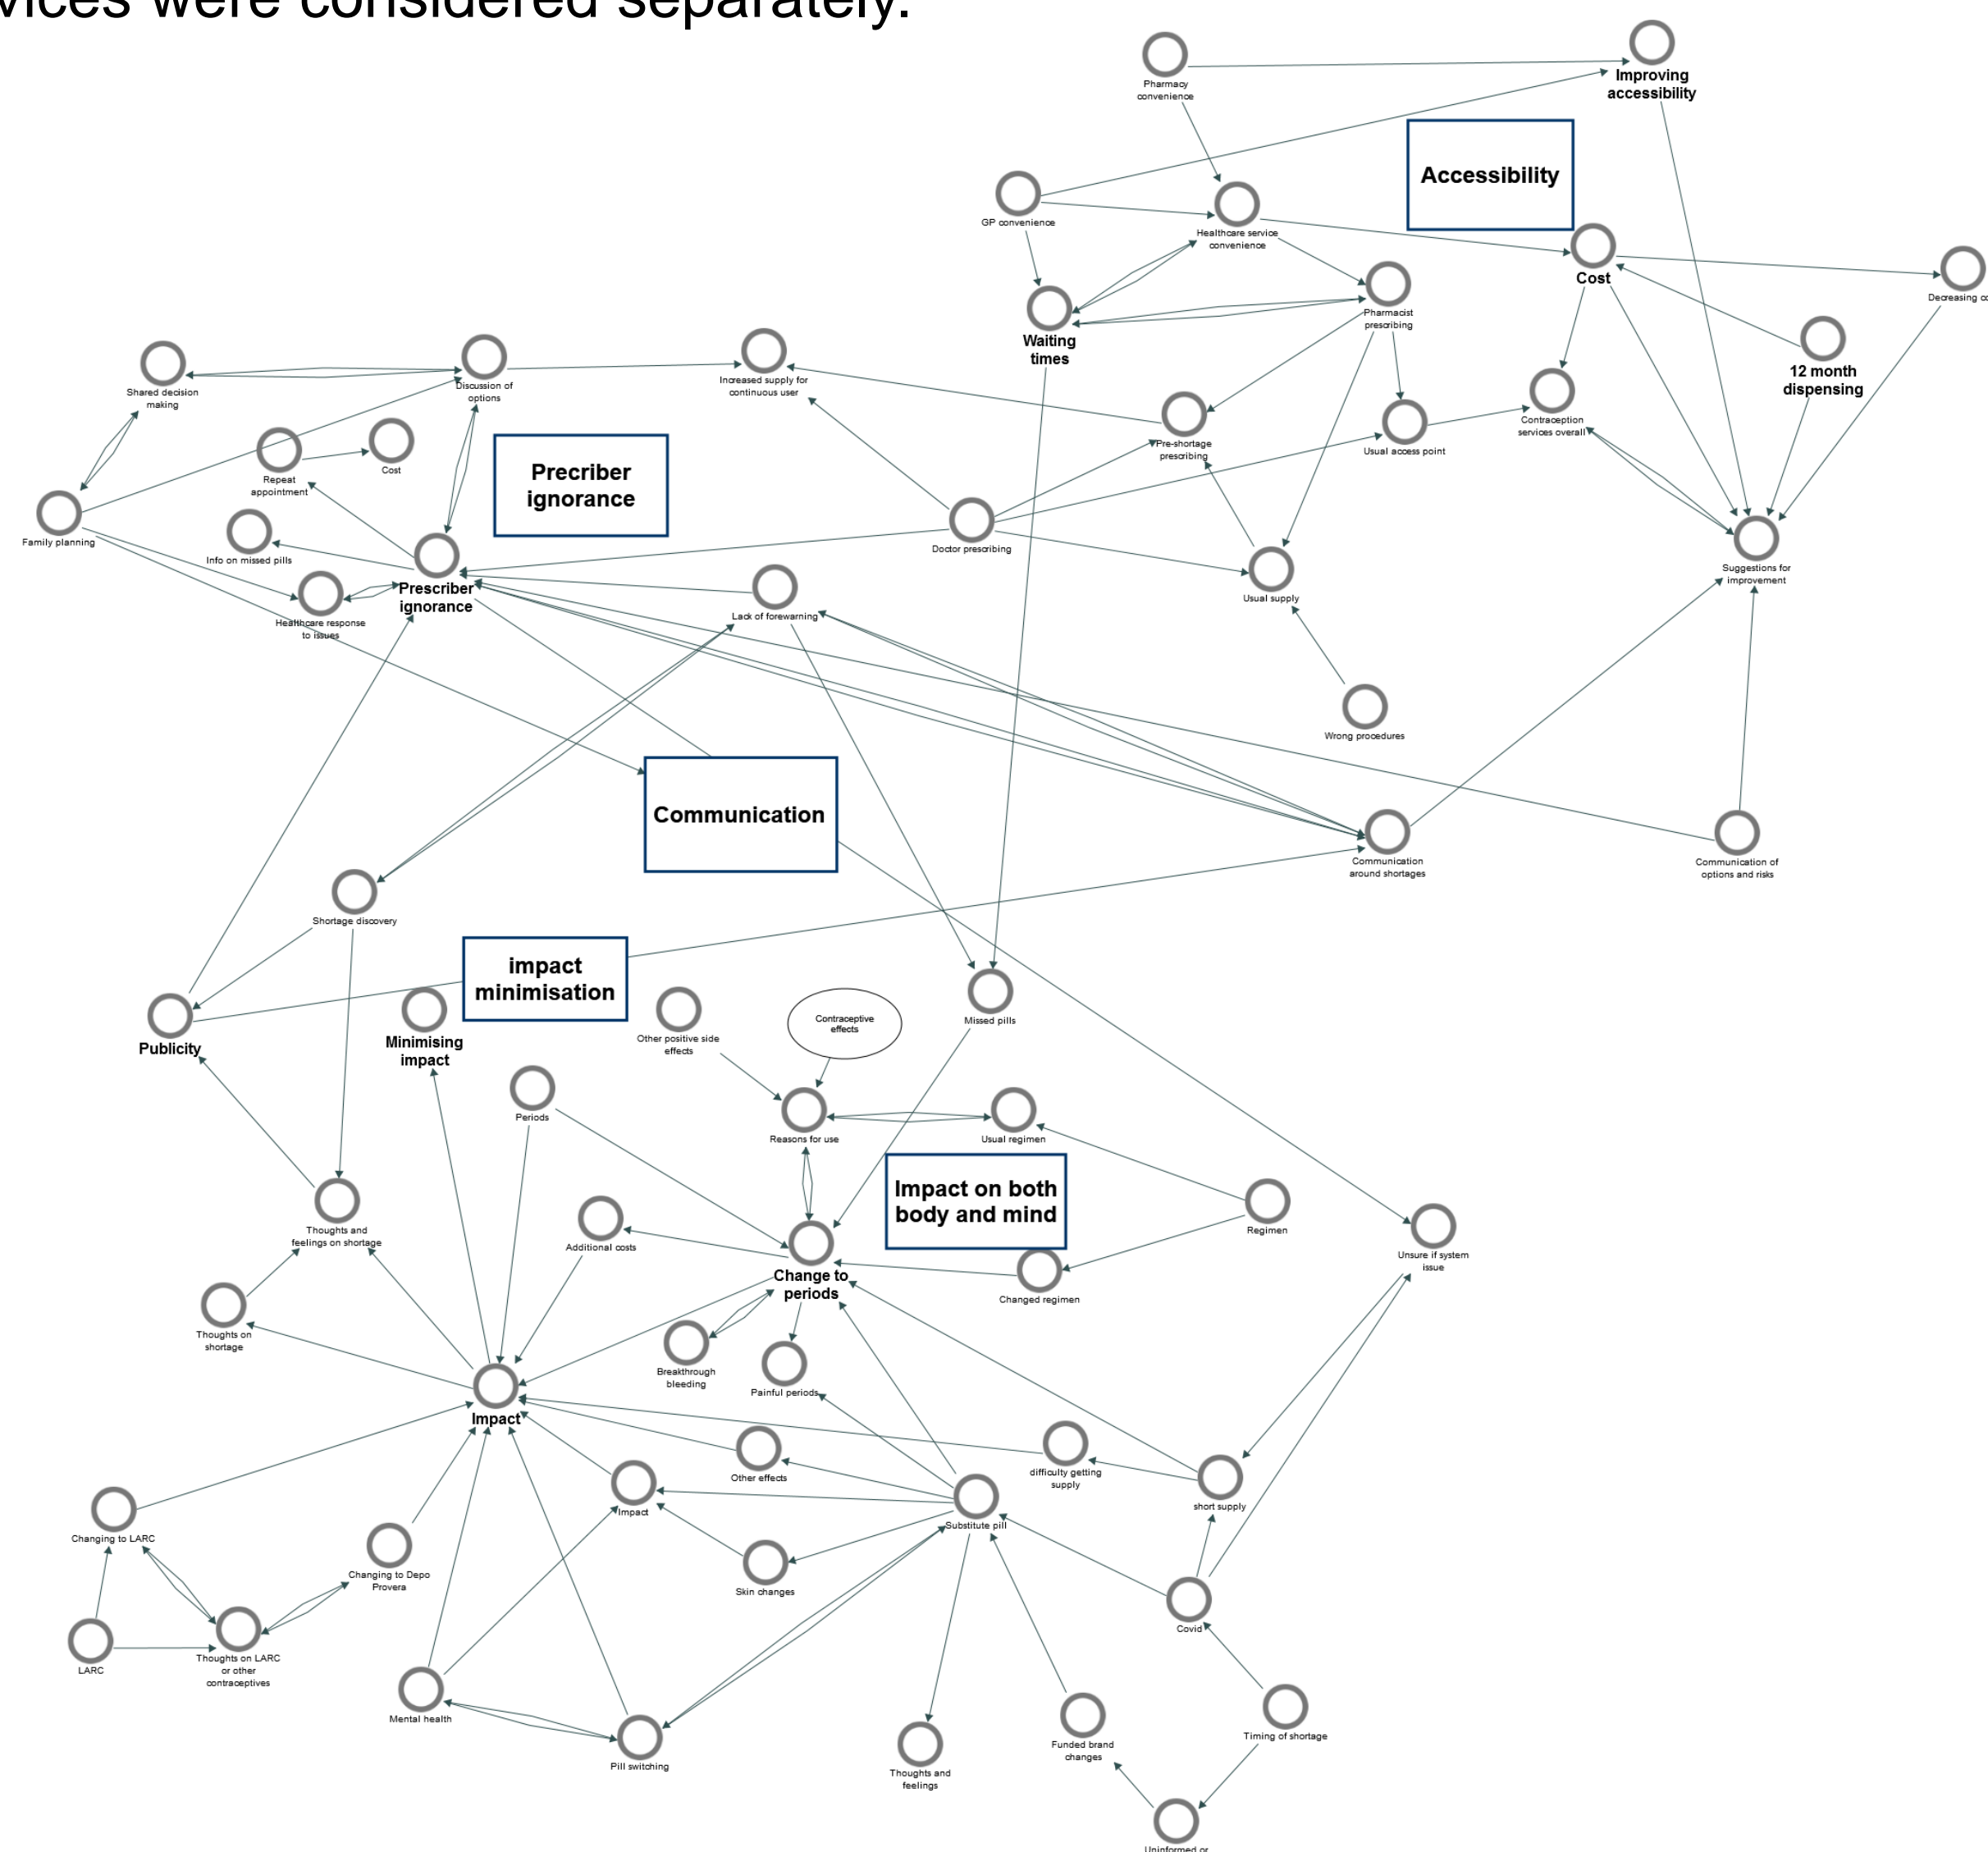 vices were considered separately.
Pharmacy
convenience
Improving
accessibility
Accessibility
GP convenience
Healthcare service
convenience
Cost
Decreasing
Pharmacist
prescribing
Waiting
times
12 month
dispensing
Shared decision
making
Discussion of
options
Increased supply for
continuous user
Contraception
services overall
Pre-shortage
prescribing
Usual access point
Cost
Repeat
appointment
Precriber
ignorance
Family planning
Info on missed pills
Doctor prescribing
Suggestions for
improvement
Prescriber
ignorance
Healthcare response
to issues
Lack of forewarning
Usual supply
Wrong procedures
Communication
Communication
around shortages
Communication of
options and risks
Shortage discovery
impact
minimisation
Publicity
Minimising
impact
Other positive side
effects
Contraceptive
effects
Missed pills
Periods
Reasons for use
Usual regimen
Impact on both
body and mind
Thoughts and
feelings on shortage
Additional costs
Regimen
Unsure if system
issue
Change to
periods
Changed regimen
Thoughts on
shortage
Breakthrough
bleeding
Painful periods
Impact
Other effects
difficulty getting
supply
short supply
Impact
Substitute pill
Changing to LARC
Changing to Depo
Provera
Skin changes
Covid
LARC
Thoughts on LARC
or other
contraceptives
Mental health
Pill switching
Thoughts and
feelings
Funded brand
changes
Timing of shortage
Uninformed or